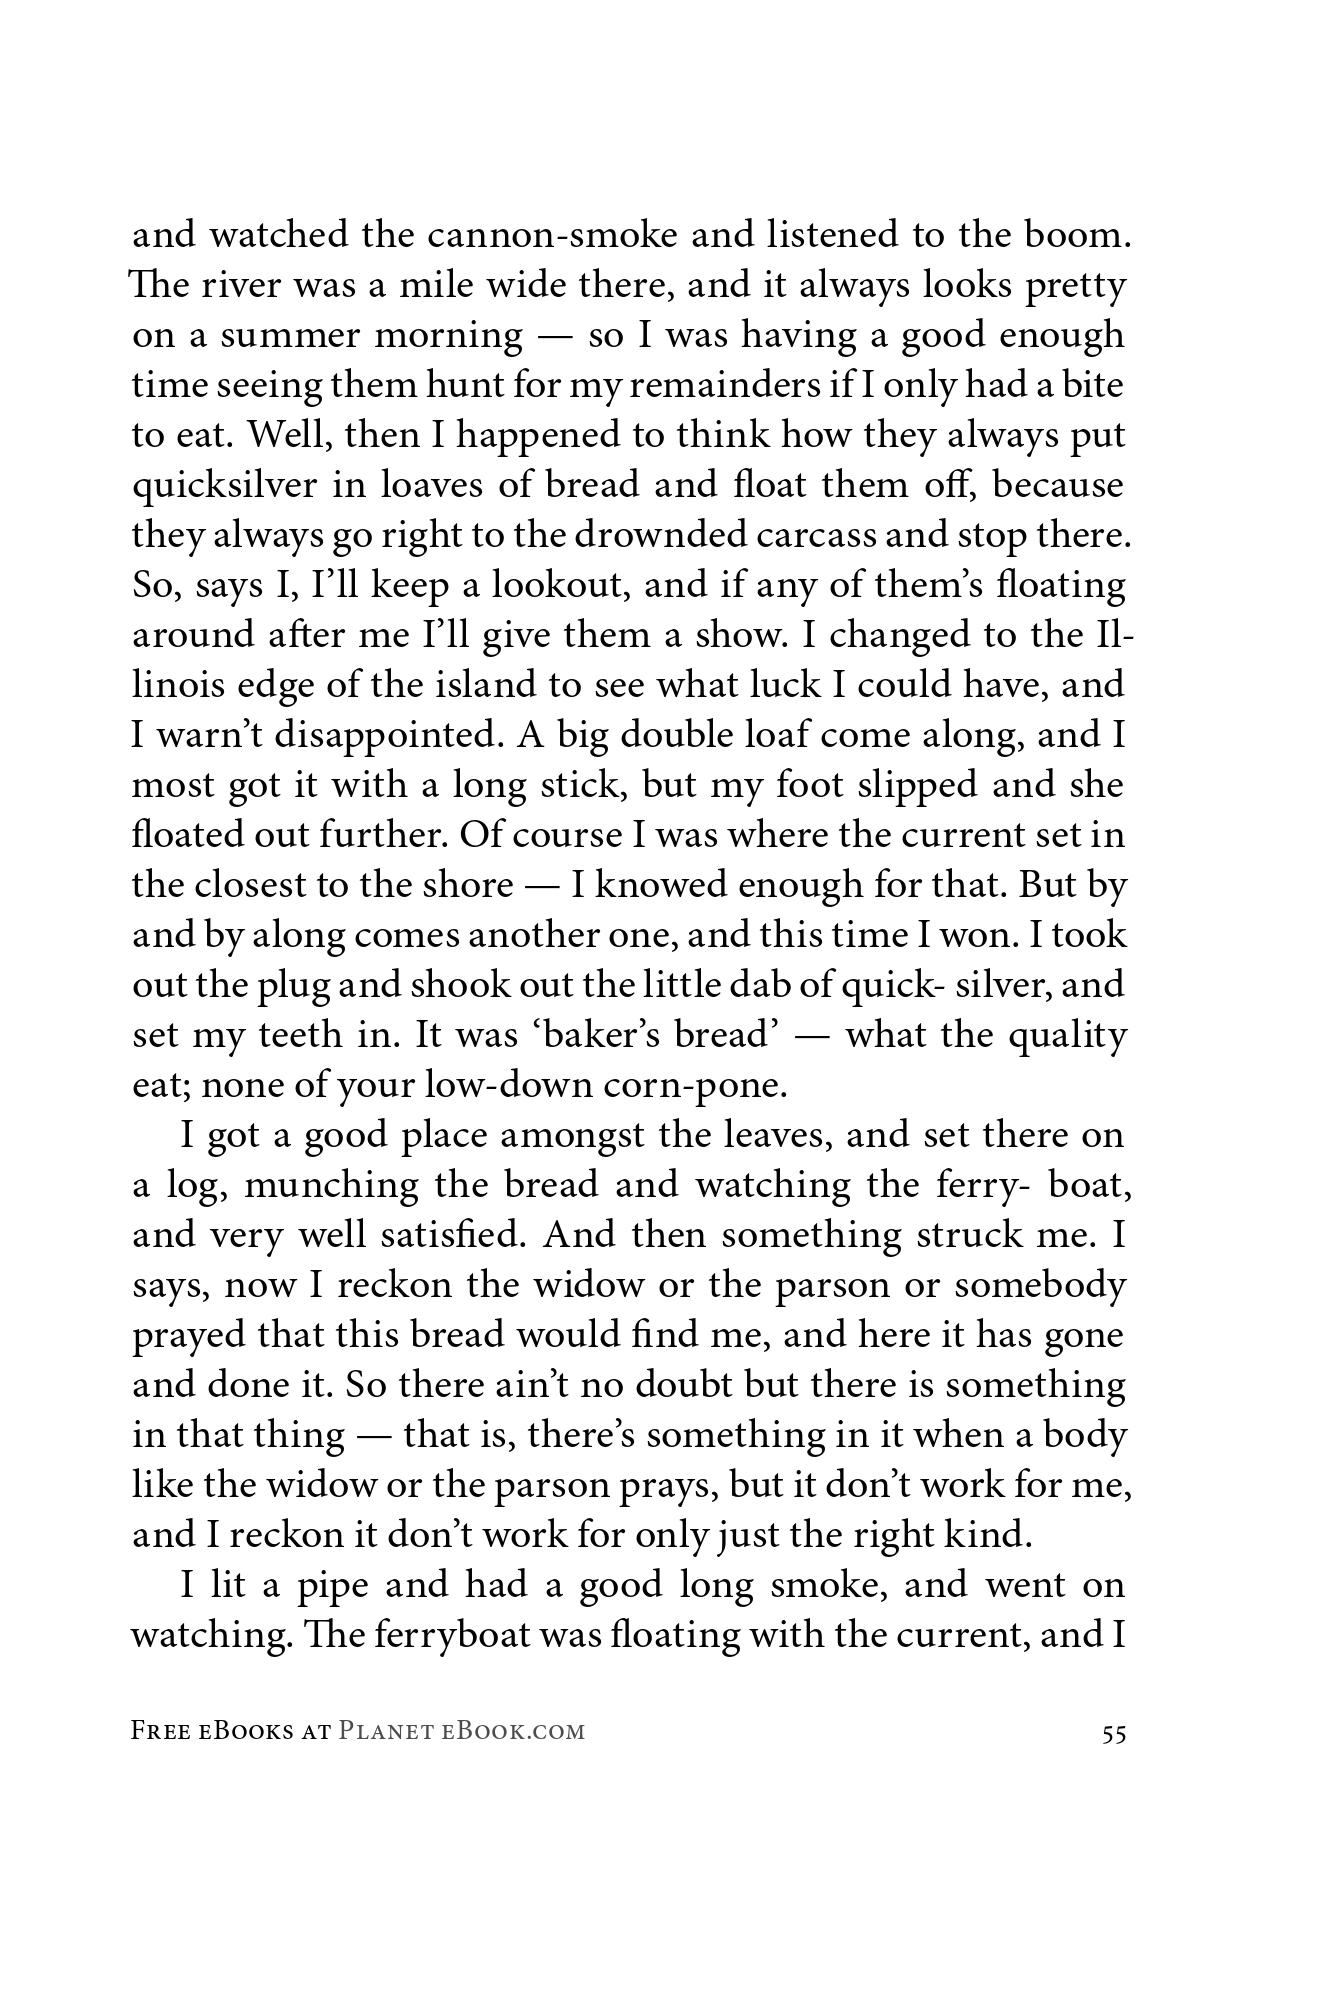 and watched the cannon-smoke and listened to the boom.
The river was a mile wide there, and it always looks pretty
on a summer morning — so I was having a good enough
time seeing them hunt for my remainders if I only had a bite
to eat. Well, then I happened to think how they always put
quicksilver in loaves of bread and float them off, because
they always go right to the drownded carcass and stop there.
So, says I, I’ll keep a lookout, and if any of them’s floating
around after me I’ll give them a show. I changed to the Il-
linois edge of the island to see what luck I could have, and
I warn’t disappointed. A big double loaf come along, and I
most got it with a long stick, but my foot slipped and she
floated out further. Of course I was where the current set in
the closest to the shore — I knowed enough for that. But by
and by along comes another one, and this time I won. I took
out the plug and shook out the little dab of quick- silver, and
set my teeth in. It was ‘baker’s bread’ — what the quality
eat; none of your low-down corn-pone.
I got a good place amongst the leaves, and set there on
a log, munching the bread and watching the ferry- boat,
and very well satisfied. And then something struck me. I
says, now I reckon the widow or the parson or somebody
prayed that this bread would find me, and here it has gone
and done it. So there ain’t no doubt but there is something
in that thing — that is, there’s something in it when a body
like the widow or the parson prays, but it don’t work for me,
and I reckon it don’t work for only just the right kind.
I lit a pipe and had a good long smoke, and went on
watching. The ferryboat was floating with the current, and I
Free eBooks at Planet eBook.com 55